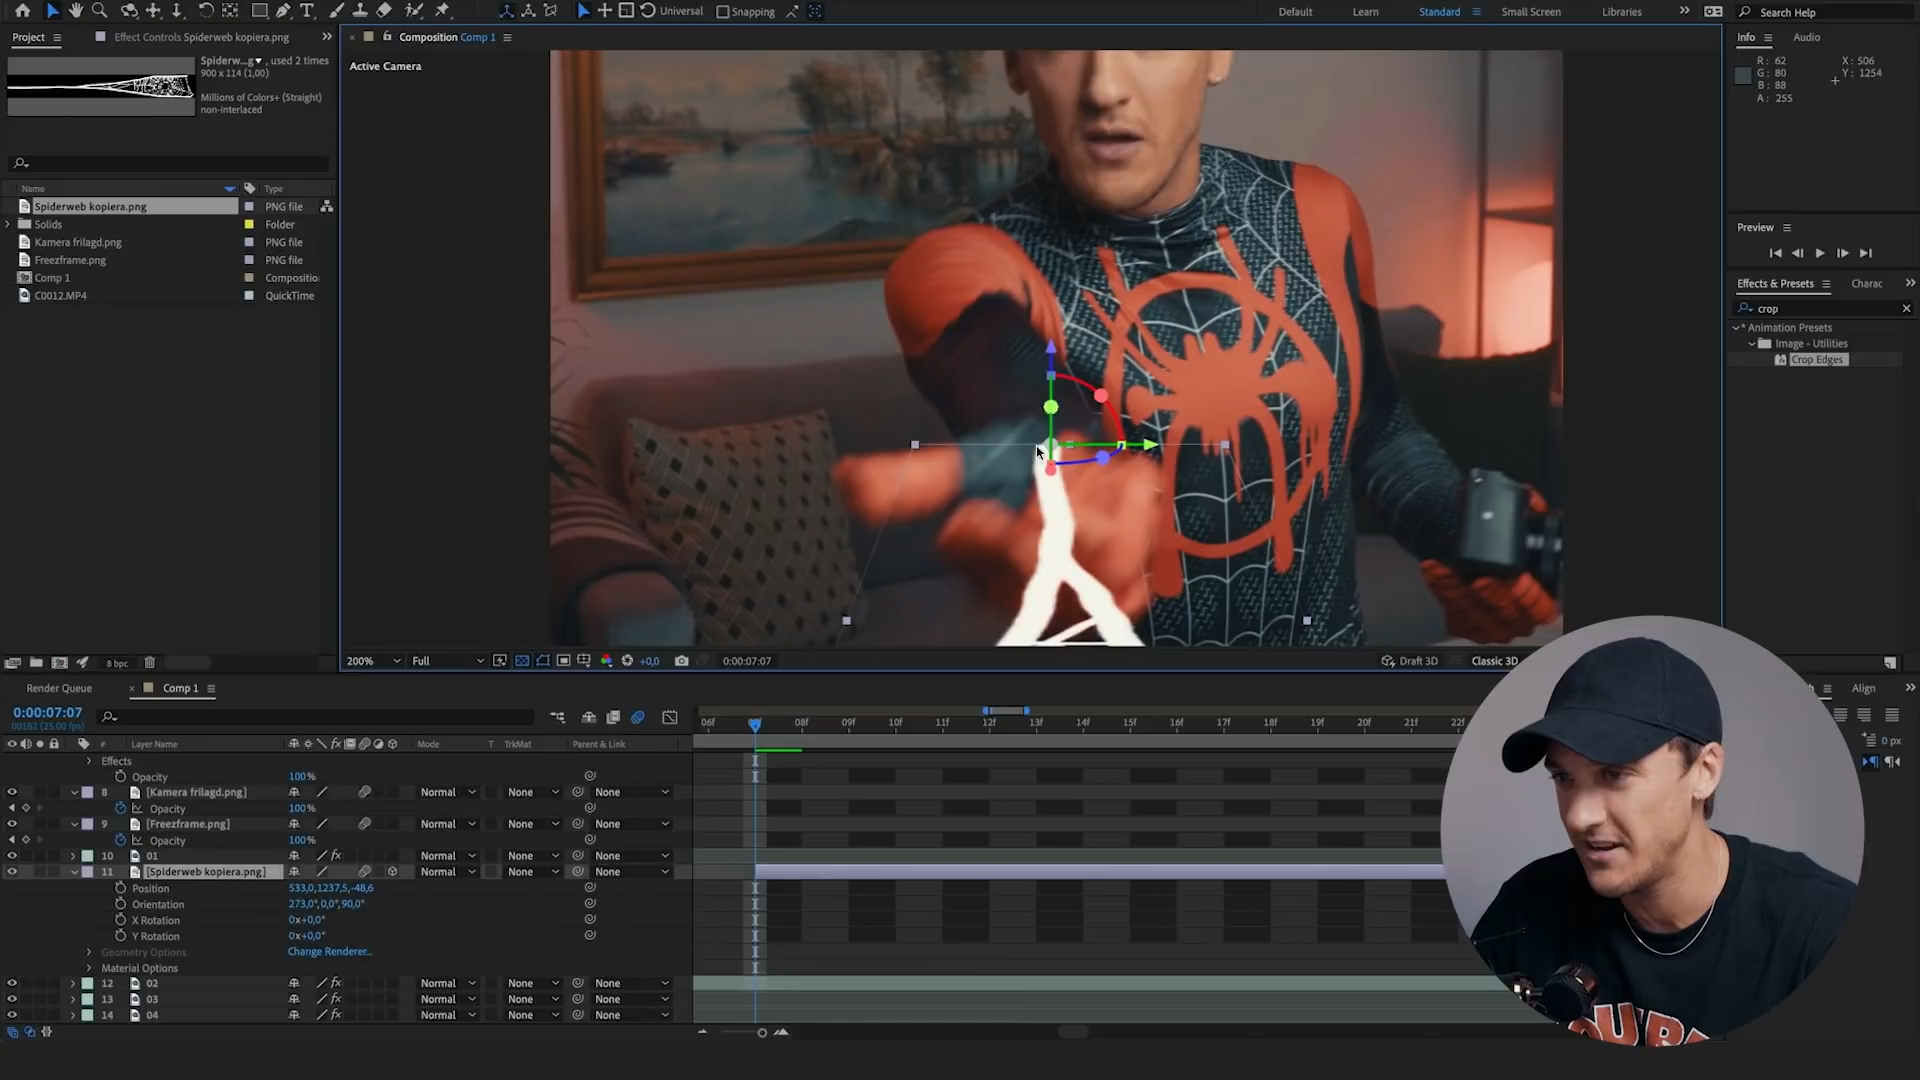 Universal
Snapping
Default
Learn
Standard
Small Screen
Libraries
Search Help
Project
Effect Controls Spiderweb kopiera.png
Composition Comp 1
Info
Audio
Spiderw...g, used 2 times
900 x 114 (1,00)
Millions of Colors+ (Straight)
non-interlaced
Active Camera
R: 62
G: 80
B: 88
A: 255
X: 506
Y: 1254
Name
Type
Spiderweb kopiera.png PNG file
Solids Folder
Kamera frilagd.png PNG file
Freezframe.png PNG file
Comp 1 Compositio
C0012.MP4 QuickTime
Preview
Effects & Presets
Charac
crop
* Animation Presets
Image - Utilities
Crop Edges
8 bpc
200%
Full
+0,0
0:00:07:07
Draft 3D
Classic 3D
Render Queue
Comp 1
Align
0:00:07:07
00182 (25.00 fps)
06f
08f
09f
10f
11f
12f
13f
14f
15f
16f
17f
18f
19f
20f
21f
22f
0 px
# Layer Name
Mode
T TrkMat
Parent & Link
Effects
Opacity 100%
8 [Kamera frilagd.png] Normal None None
Opacity 100%
9 [Freezframe.png] Normal None None
Opacity 100%
10 01 Normal None None
11 [Spiderweb kopiera.png] Normal None None
Position 533,0,1237,5,-48,6
Orientation 273,0°,0,0°,90,0°
X Rotation 0x+0,0°
Y Rotation 0x+0,0°
Geometry Options Change Renderer...
Material Options
12 02 Normal None None
13 03 Normal None None
14 04 Normal None None